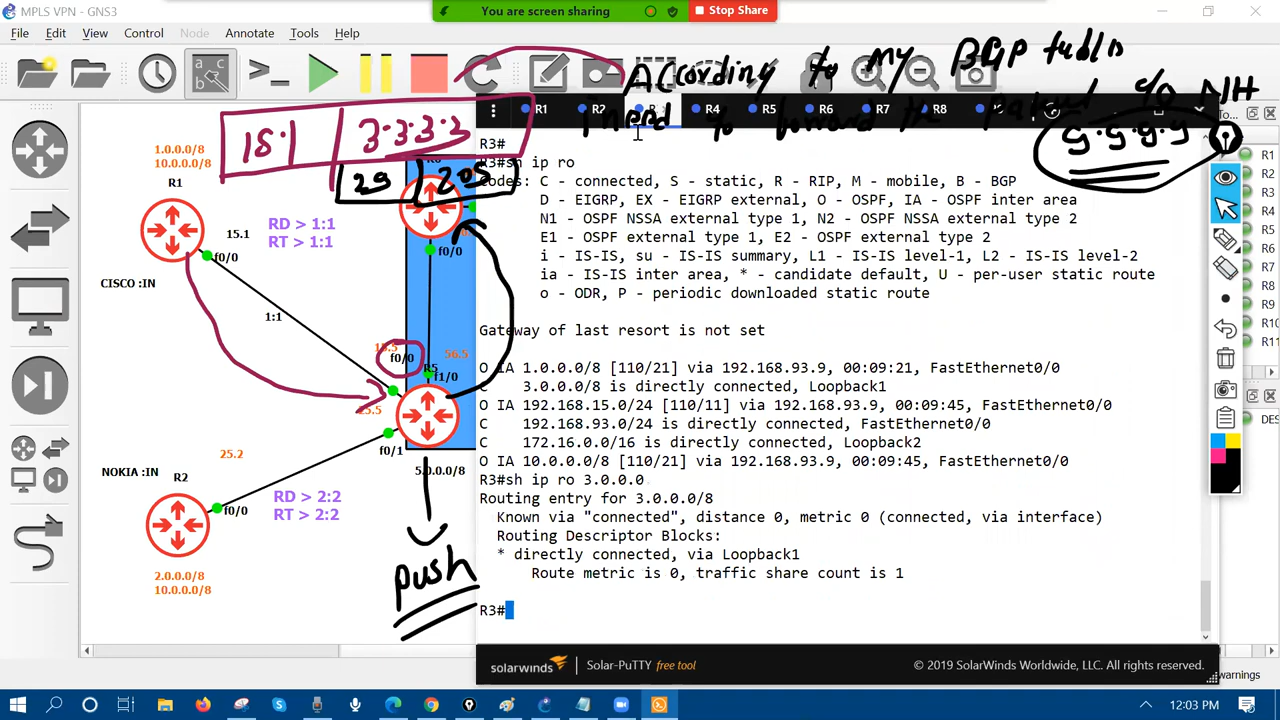 MPLS VPN - GNS3
You are screen sharing
Stop Share
File Edit View Control Node Annotate Tools Help
According to my BGP table
i need to forward the packet to NH
9.9.9.9
15.1 3.3.3.3
29 205
1.0.0.0/8
10.0.0.0/8
R1
RD > 1:1
RT > 1:1
15.1
f0/0
f0/0
CISCO :IN
1:1
15.5
f0/0
56.5
R5
f1/0
25.5
f0/1
5.0.0.0/8
25.2
NOKIA :IN
R2
f0/0
RD > 2:2
RT > 2:2
2.0.0.0/8
10.0.0.0/8
push
R1 R2 R R4 R5 R6 R7 R8
R3#
R3#sh ip ro
Codes: C - connected, S - static, R - RIP, M - mobile, B - BGP
D - EIGRP, EX - EIGRP external, O - OSPF, IA - OSPF inter area
N1 - OSPF NSSA external type 1, N2 - OSPF NSSA external type 2
E1 - OSPF external type 1, E2 - OSPF external type 2
i - IS-IS, su - IS-IS summary, L1 - IS-IS level-1, L2 - IS-IS level-2
ia - IS-IS inter area, * - candidate default, U - per-user static route
o - ODR, P - periodic downloaded static route
Gateway of last resort is not set
O IA 1.0.0.0/8 [110/21] via 192.168.93.9, 00:09:21, FastEthernet0/0
C 3.0.0.0/8 is directly connected, Loopback1
O IA 192.168.15.0/24 [110/11] via 192.168.93.9, 00:09:45, FastEthernet0/0
C 192.168.93.0/24 is directly connected, FastEthernet0/0
C 172.16.0.0/16 is directly connected, Loopback2
O IA 10.0.0.0/8 [110/21] via 192.168.93.9, 00:09:45, FastEthernet0/0
R3#sh ip ro 3.0.0.0
Routing entry for 3.0.0.0/8
Known via "connected", distance 0, metric 0 (connected, via interface)
Routing Descriptor Blocks:
* directly connected, via Loopback1
Route metric is 0, traffic share count is 1
R3#
solarwinds Solar-PuTTY free tool © 2019 SolarWinds Worldwide, LLC. All rights reserved.
To...
R1
R2
R3
R4
R5
R6
R7
R8
R9
DES
warnings
12:03 PM